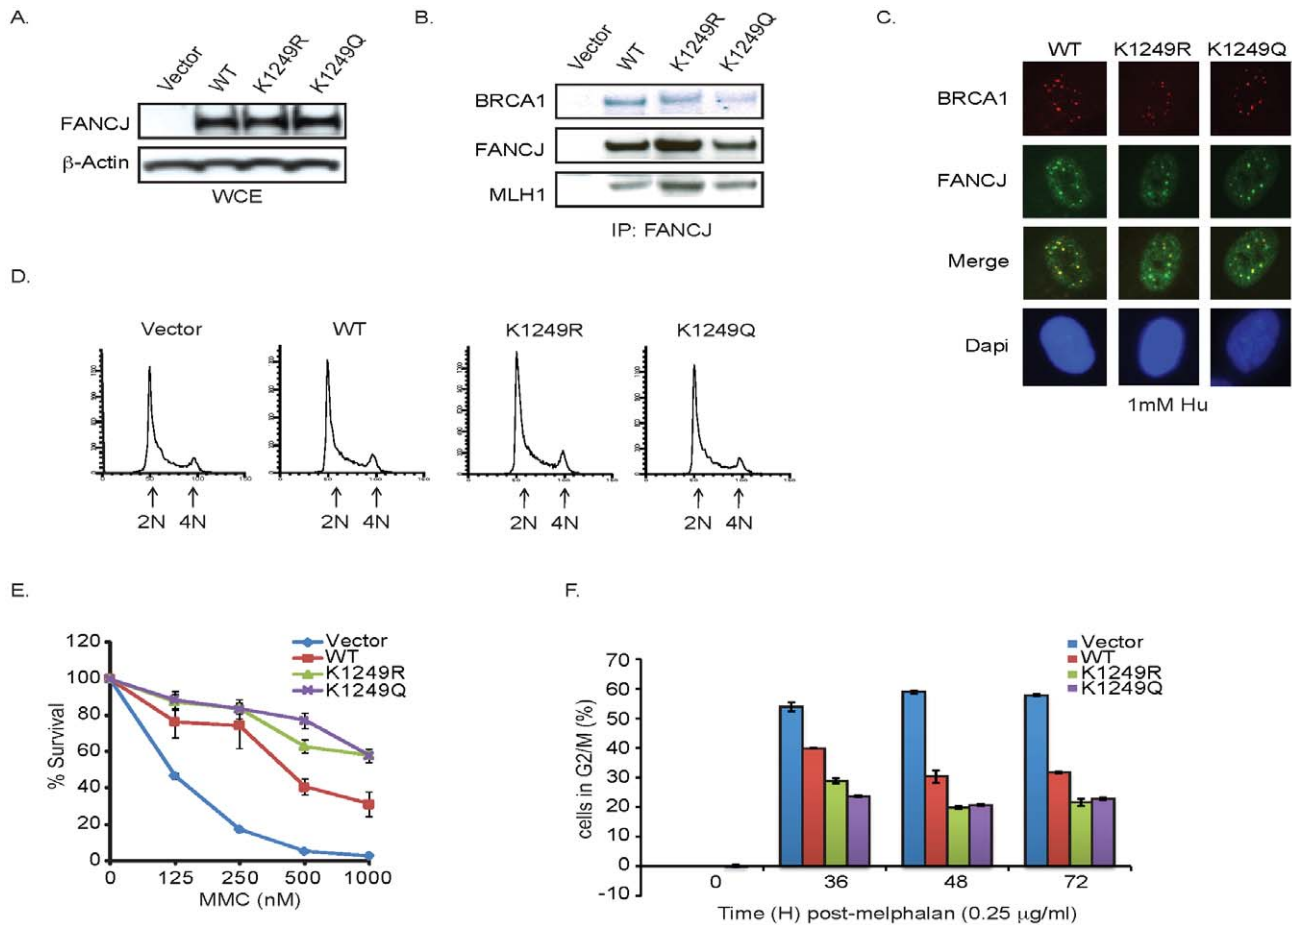 A.
Vector
WT
K1249R
K1249Q
FANCJ
β-Actin
WCE
B.
Vector
WT
K1249R
K1249Q
BRCA1
FANCJ
MLH1
IP: FANCJ
C.
WT K1249R K1249Q
BRCA1
FANCJ
Merge
Dapi
1mM Hu
D.
Vector WT K1249R K1249Q
2N 4N 2N 4N 2N 4N 2N 4N
E.
Vector
WT
K1249R
K1249Q
% Survival
120
100
80
60
40
20
0
0 125 250 500 1000
MMC (nM)
F.
Vector
WT
K1249R
K1249Q
cells in G2/M (%)
70
60
50
40
30
20
10
0
-10
0 36 48 72
Time (H) post-melphalan (0.25 μg/ml)